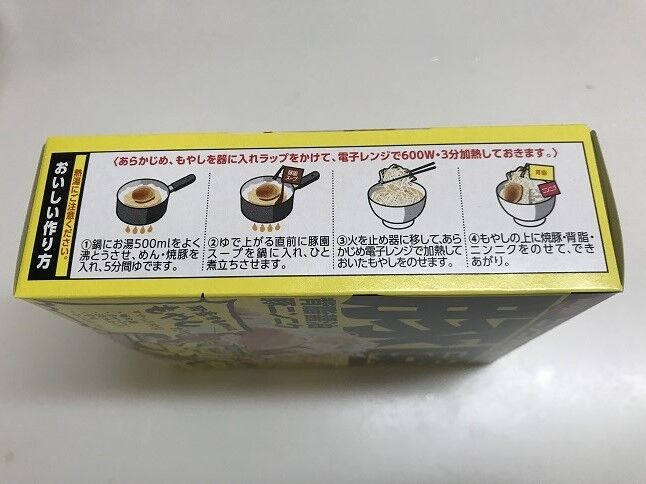 おいしい作り方
熱湯にご注意ください。
〈あらかじめ、もやしを器に入れラップをかけて、電子レンジで600W・3分加熱しておきます。〉
豚園
スープ
背脂
ニンニク
①鍋にお湯500mlをよく
沸とうさせ、めん・焼豚を
入れ、5分間ゆでます。
②ゆで上がる直前に豚園
スープを鍋に入れ、ひと
煮立ちさせます。
③火を止め器に移して、あら
かじめ電子レンジで加熱して
おいたもやしをのせます。
④もやしの上に焼豚・背脂・
ニンニクをのせて、でき
あがり。